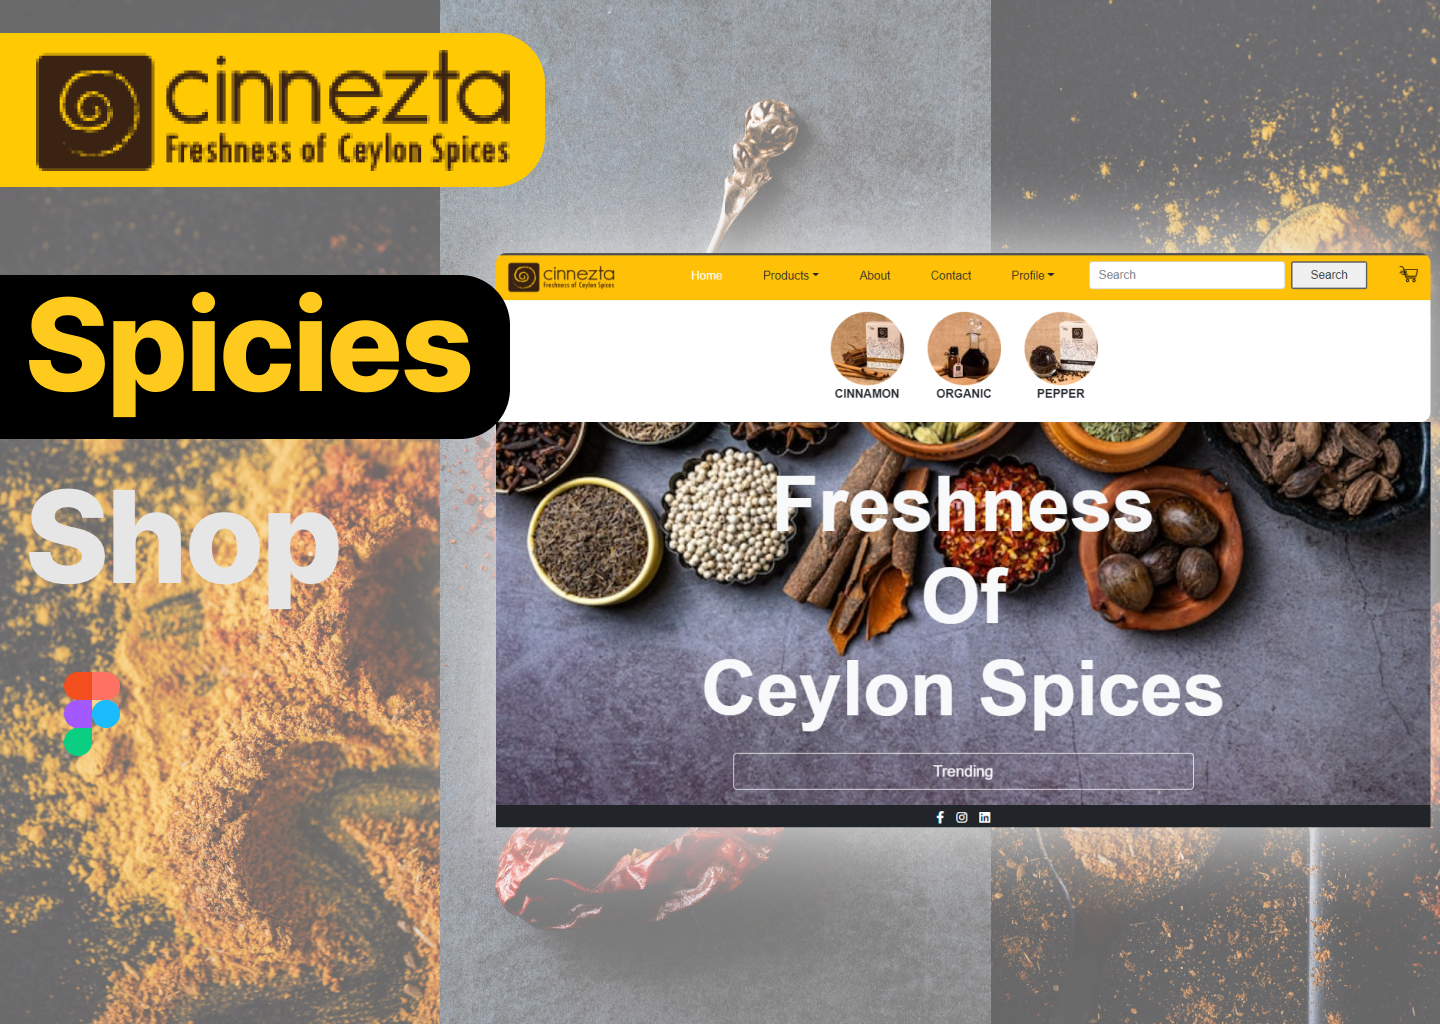 cinnezta
Freshness of Ceylon Spices
Spicies
Shop
cinnezta
Freshness of Ceylon Spices
Home Products About Contact Profile Search Search
CINNAMON ORGANIC PEPPER
Freshness
Of
Ceylon Spices
Trending